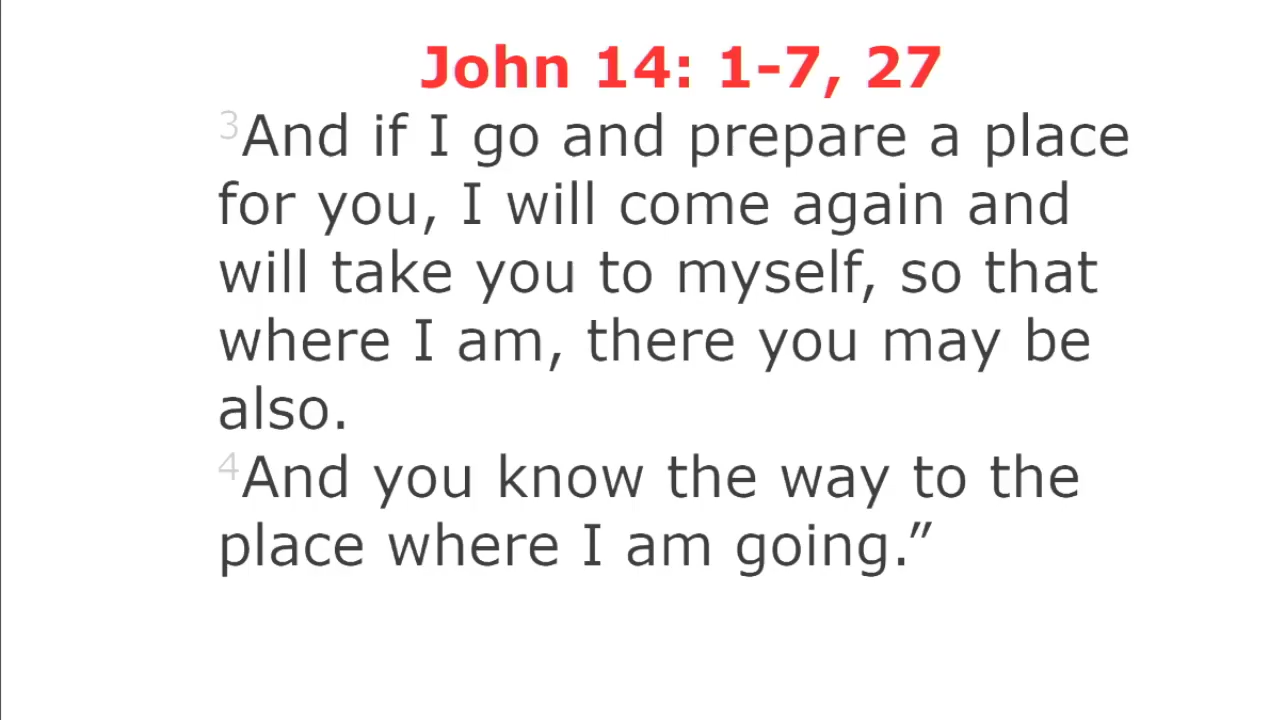 John 14: 1-7, 27
3And if I go and prepare a place
for you, I will come again and
will take you to myself, so that
where I am, there you may be
also.
4And you know the way to the
place where I am going.”